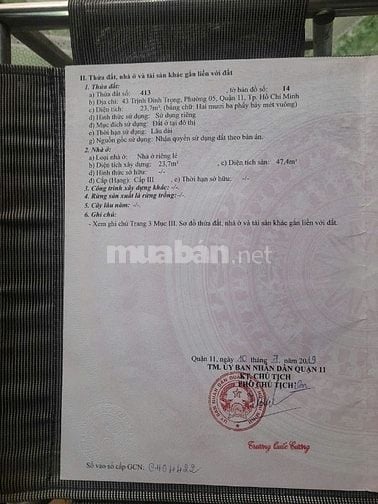 II. Thửa đất, nhà ở và tài sản khác gắn liền với đất
1. Thửa đất:
a) Thửa đất số: 413 , tờ bản đồ số: 14
b) Địa chỉ: 43 Trịnh Đình Trọng, Phường 05, Quận 11, Tp. Hồ Chí Minh
c) Diện tích: 23,7m², (bằng chữ: Hai mươi ba phẩy bảy mét vuông)
d) Hình thức sử dụng: Sử dụng riêng
đ) Mục đích sử dụng: Đất ở tại đô thị
e) Thời hạn sử dụng: Lâu dài
g) Nguồn gốc sử dụng: Nhận quyền sử dụng đất theo bản án.
2. Nhà ở:
a) Loại nhà ở: Nhà ở riêng lẻ
b) Diện tích xây dựng: 23,7m² , c) Diện tích sàn: 47,4m²
d) Hình thức sở hữu: -/-
đ) Cấp (Hạng): Cấp III , e) Thời hạn sở hữu: -/-
3. Công trình xây dựng khác: -/-
4. Rừng sản xuất là rừng trồng: -/-
5. Cây lâu năm: -/-
6. Ghi chú:
- Xem ghi chú Trang 3 Mục III. Sơ đồ thửa đất, nhà ở và tài sản khác gắn liền với đất.
muaban.net
Quận 11, ngày 10 tháng 7 năm 2019
TM. ỦY BAN NHÂN DÂN QUẬN 11
KT. CHỦ TỊCH
PHÓ CHỦ TỊCH
Trương Quốc Cường
Số vào sổ cấp GCN: CH04422